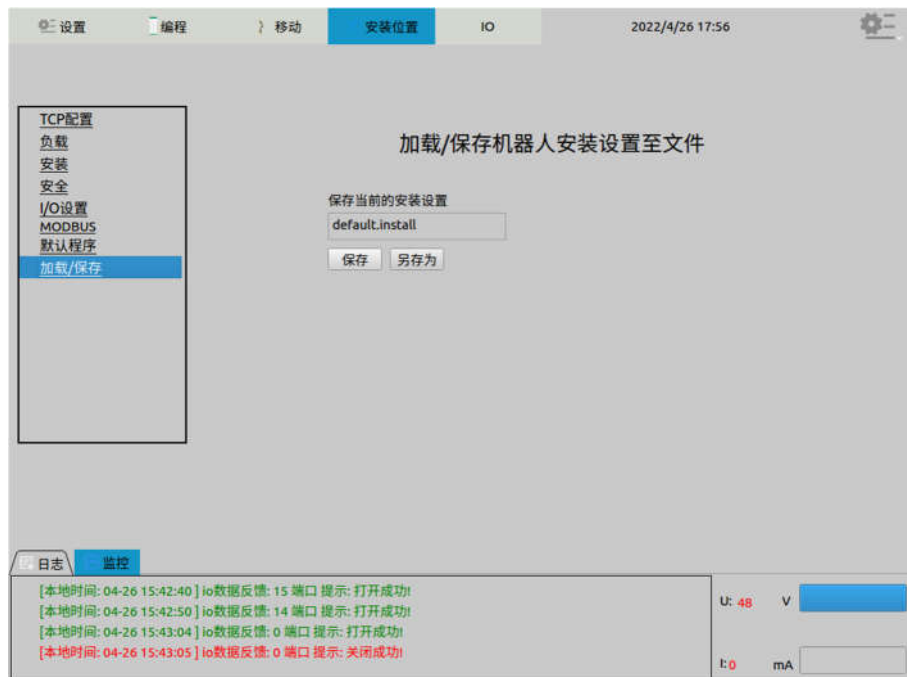 设置 编程 移动 安装位置 IO 2022/4/26 17:56
TCP配置
负载
安装
安全
I/O设置
MODBUS
默认程序
加载/保存
加载/保存机器人安装设置至文件
保存当前的安装设置
default.install
保存 另存为
日志 监控
[本地时间: 04-26 15:42:40 ] io数据反馈: 15 端口 提示: 打开成功!
[本地时间: 04-26 15:42:50 ] io数据反馈: 14 端口 提示: 打开成功!
[本地时间: 04-26 15:43:04 ] io数据反馈: 0 端口 提示: 打开成功!
[本地时间: 04-26 15:43:05 ] io数据反馈: 0 端口 提示: 关闭成功!
U: 48 V
I: 0 mA